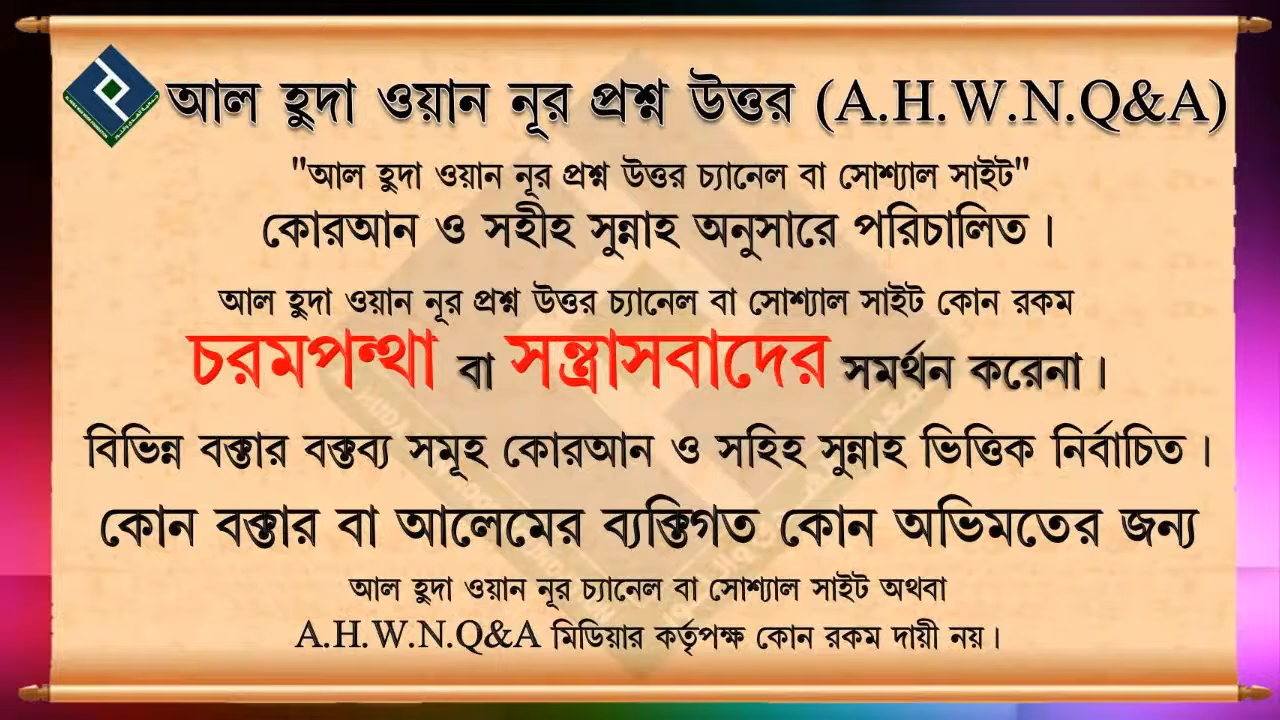 আল হুদা ওয়ান নূর প্রশ্ন উত্তর (A.H.W.N.Q&A)
"আল হুদা ওয়ান নূর প্রশ্ন উত্তর চ্যানেল বা সোশ্যাল সাইট"
কোরআন ও সহীহ সুন্নাহ অনুসারে পরিচালিত।
আল হুদা ওয়ান নূর প্রশ্ন উত্তর চ্যানেল বা সোশ্যাল সাইট কোন রকম
চরমপন্থা বা সন্ত্রাসবাদের সমর্থন করেনা।
বিভিন্ন বক্তার বক্তব্য সমূহ কোরআন ও সহিহ সুন্নাহ ভিত্তিক নির্বাচিত।
কোন বক্তার বা আলেমের ব্যক্তিগত কোন অভিমতের জন্য
আল হুদা ওয়ান নূর চ্যানেল বা সোশ্যাল সাইট অথবা
A.H.W.N.Q&A মিডিয়ার কর্তৃপক্ষ কোন রকম দায়ী নয়।